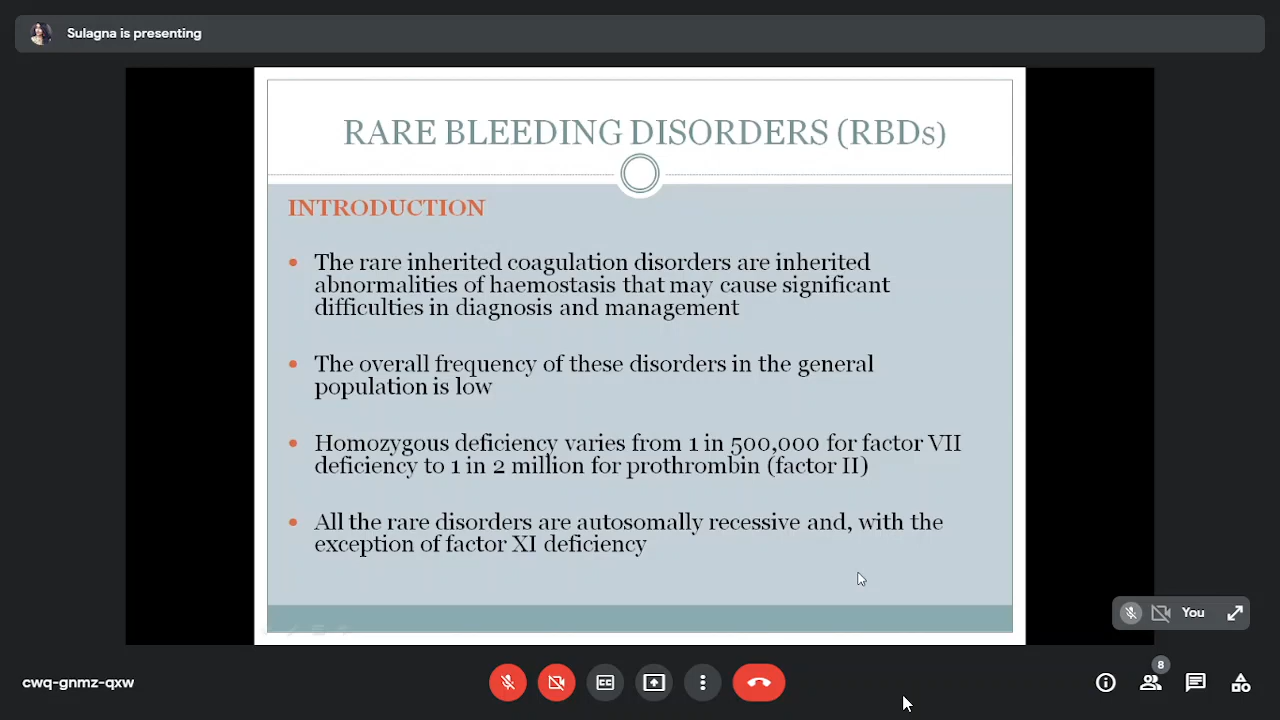 Sulagna is presenting
RARE BLEEDING DISORDERS (RBDs)
INTRODUCTION
• The rare inherited coagulation disorders are inherited
abnormalities of haemostasis that may cause significant
difficulties in diagnosis and management
• The overall frequency of these disorders in the general
population is low
• Homozygous deficiency varies from 1 in 500,000 for factor VII
deficiency to 1 in 2 million for prothrombin (factor II)
• All the rare disorders are autosomally recessive and, with the
exception of factor XI deficiency
You
cwq-gnmz-qxw
CC
8